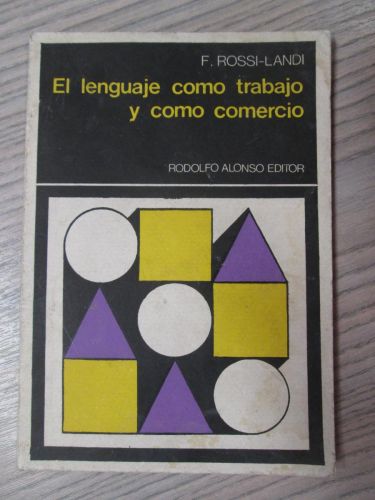 F. ROSSI-LANDI
El lenguaje como trabajo
y como comercio
RODOLFO ALONSO EDITOR